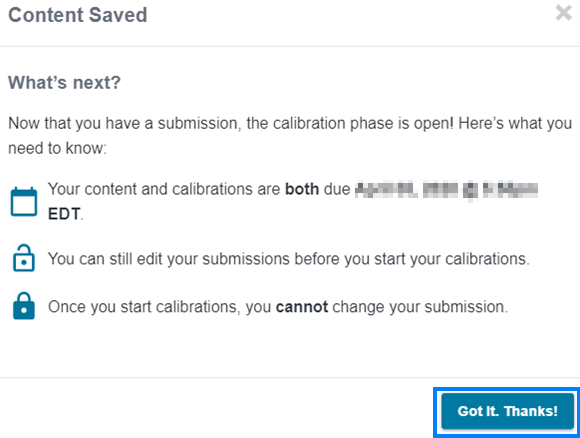 Content Saved
What's next?
Now that you have a submission, the calibration phase is open! Here's what you
need to know:
Your content and calibrations are both due
EDT.
You can still edit your submissions before you start your calibrations.
Once you start calibrations, you cannot change your submission.
Got It. Thanks!